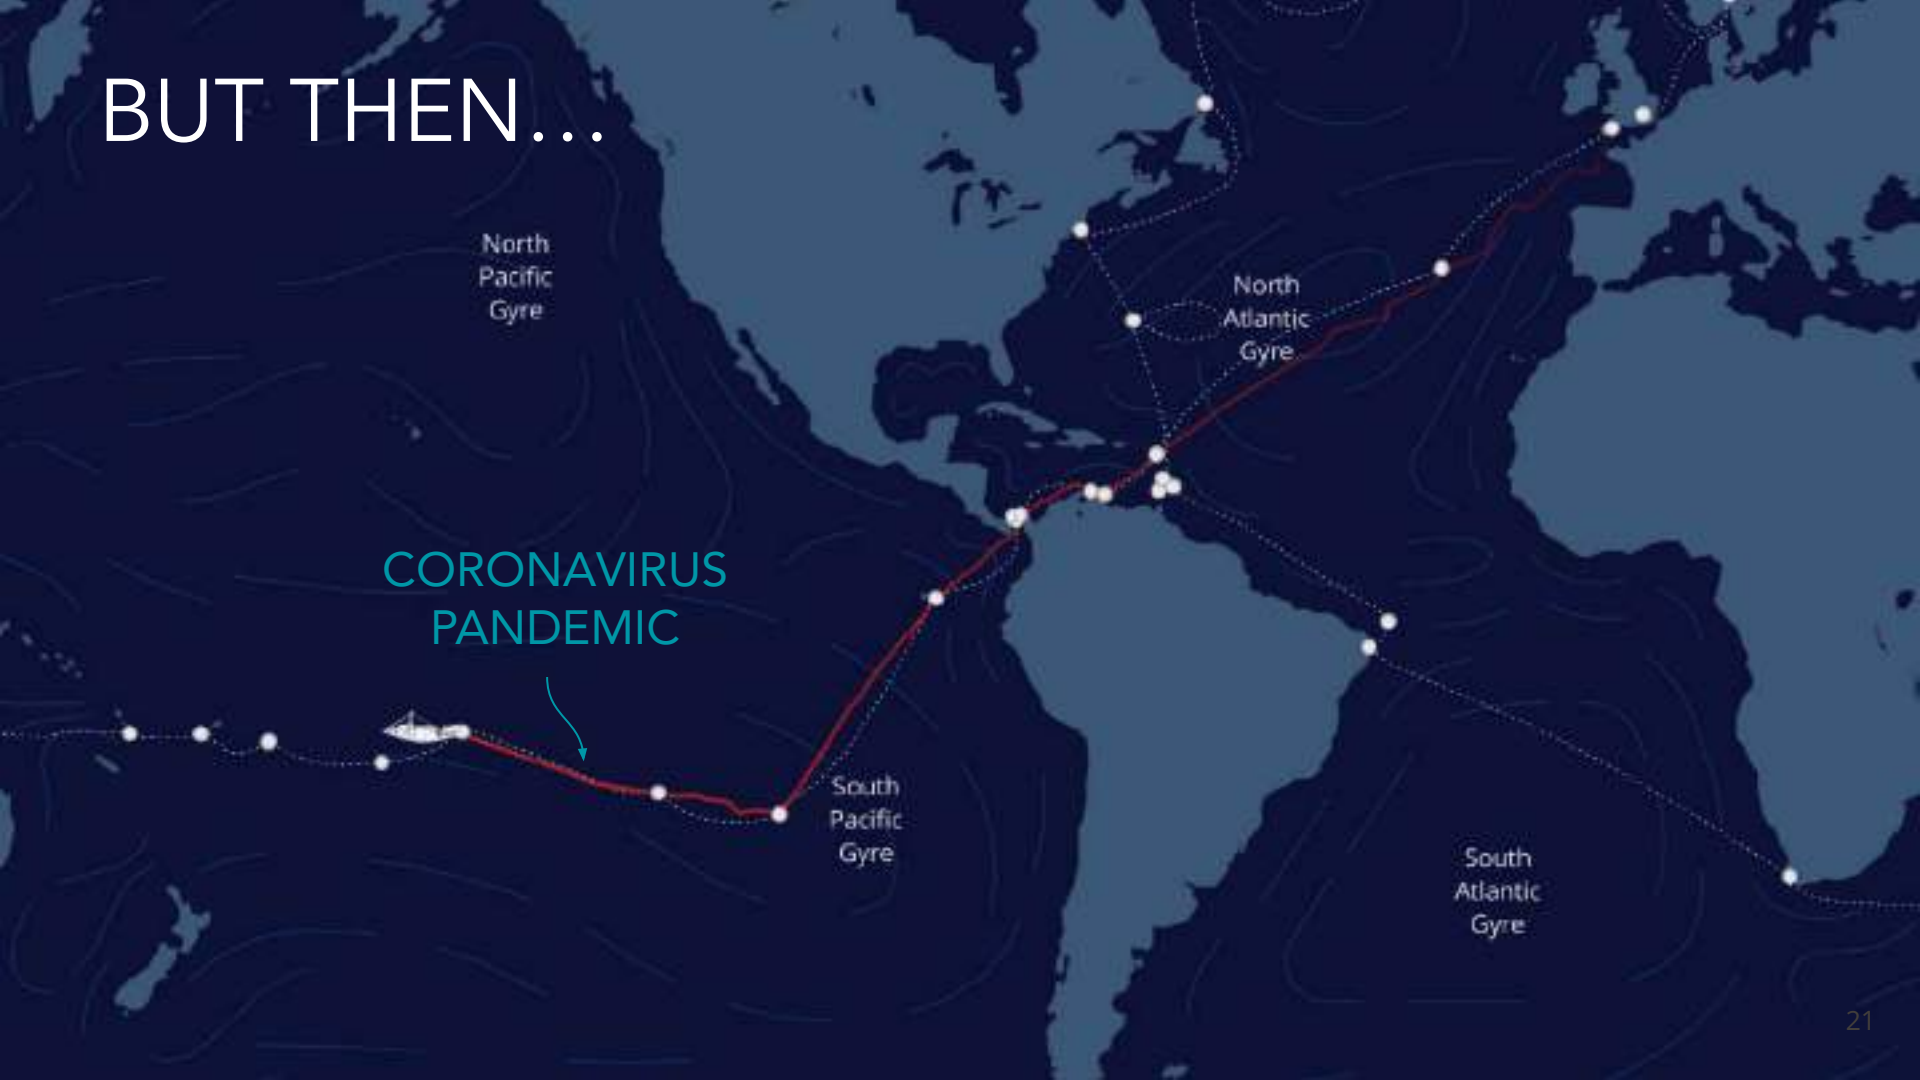 BUT THEN...
North
Pacific
Gyre
North
Atlantic
Gyre
CORONAVIRUS
PANDEMIC
South
Pacific
Gyre
South
Atlantic
Gyre
21